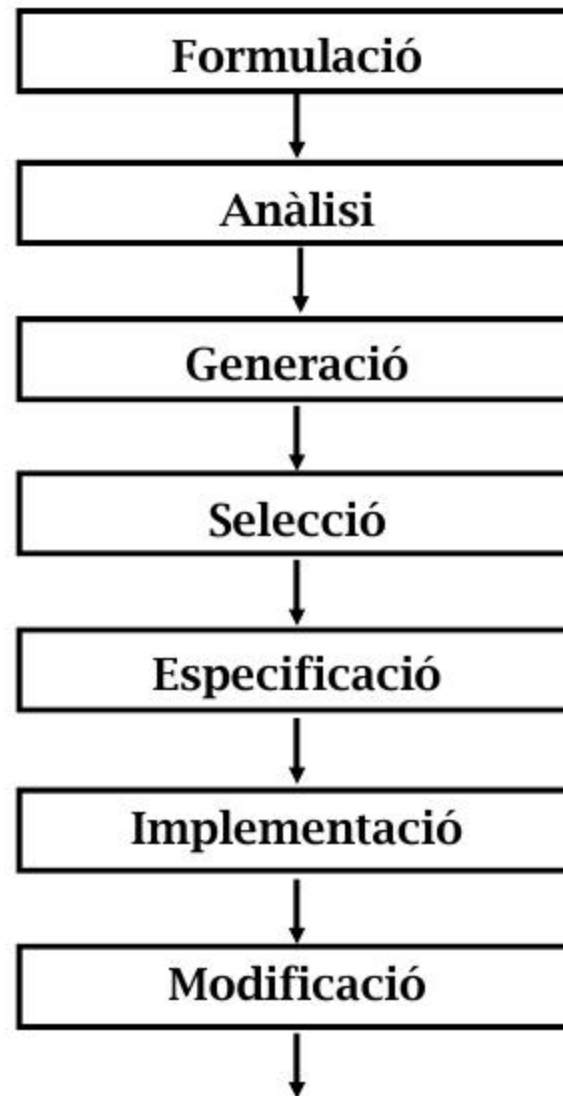 Formulació
Anàlisi
Generació
Selecció
Especificació
Implementació
Modificació